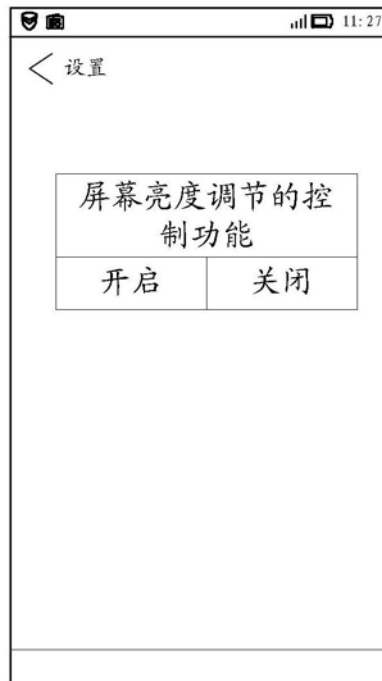 11:27
设置
屏幕亮度调节的控
制功能
开启
关闭